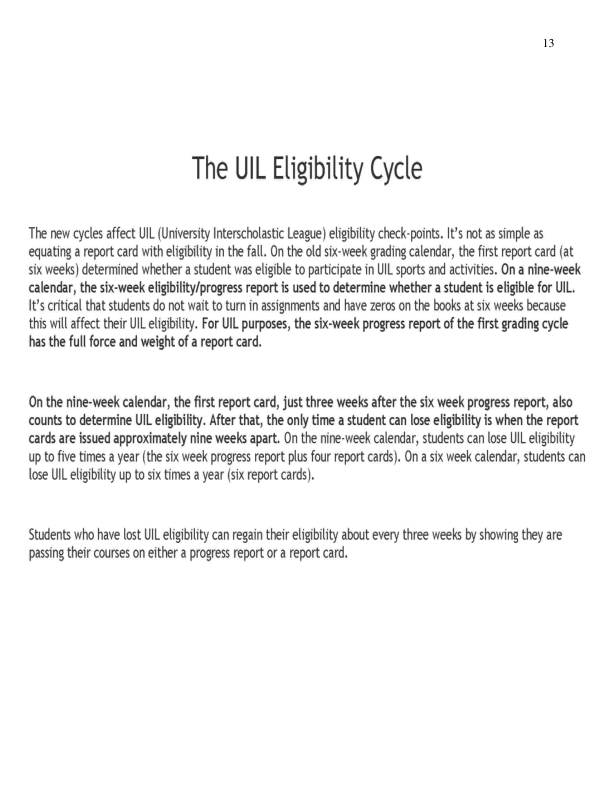 13
The UIL Eligibility Cycle
The new cycles affect UIL (University Interscholastic League) eligibility check-points. It's not as simple as
equating a report card with eligibility in the fall. On the old six-week grading calendar, the first report card (at
six weeks) determined whether a student was eligible to participate in UIL sports and activities. On a nine-week
calendar, the six-week eligibility/progress report is used to determine whether a student is eligible for UIL.
It's critical that students do not wait to turn in assignments and have zeros on the books at six weeks because
this will affect their UIL eligibility. For UIL purposes, the six-week progress report of the first grading cycle
has the full force and weight of a report card.
On the nine-week calendar, the first report card, just three weeks after the six week progress report, also
counts to determine UIL eligibility. After that, the only time a student can lose eligibility is when the report
cards are issued approximately nine weeks apart. On the nine-week calendar, students can lose UIL eligibility
up to five times a year (the six week progress report plus four report cards). On a six week calendar, students can
lose UIL eligibility up to six times a year (six report cards).
Students who have lost UIL eligibility can regain their eligibility about every three weeks by showing they are
passing their courses on either a progress report or a report card.